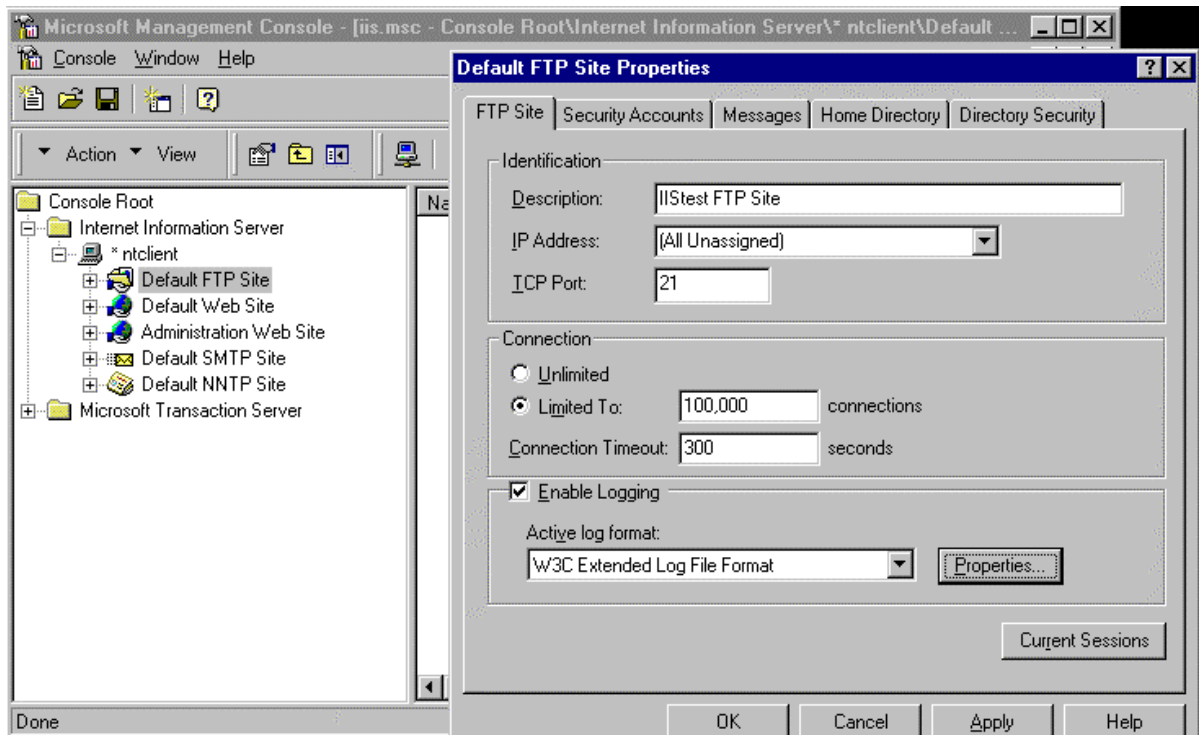 Microsoft Management Console - [iis.msc - Console Root\Internet Information Server\* ntclient\Default ...
Console Window Help
Action View
Console Root
Internet Information Server
* ntclient
Default FTP Site
Default Web Site
Administration Web Site
Default SMTP Site
Default NNTP Site
Microsoft Transaction Server
Na
Done
Default FTP Site Properties
FTP Site Security Accounts Messages Home Directory Directory Security
Identification
Description: IIStest FTP Site
IP Address: (All Unassigned)
TCP Port: 21
Connection
Unlimited
Limited To: 100,000 connections
Connection Timeout: 300 seconds
Enable Logging
Active log format:
W3C Extended Log File Format Properties...
Current Sessions
OK Cancel Apply Help